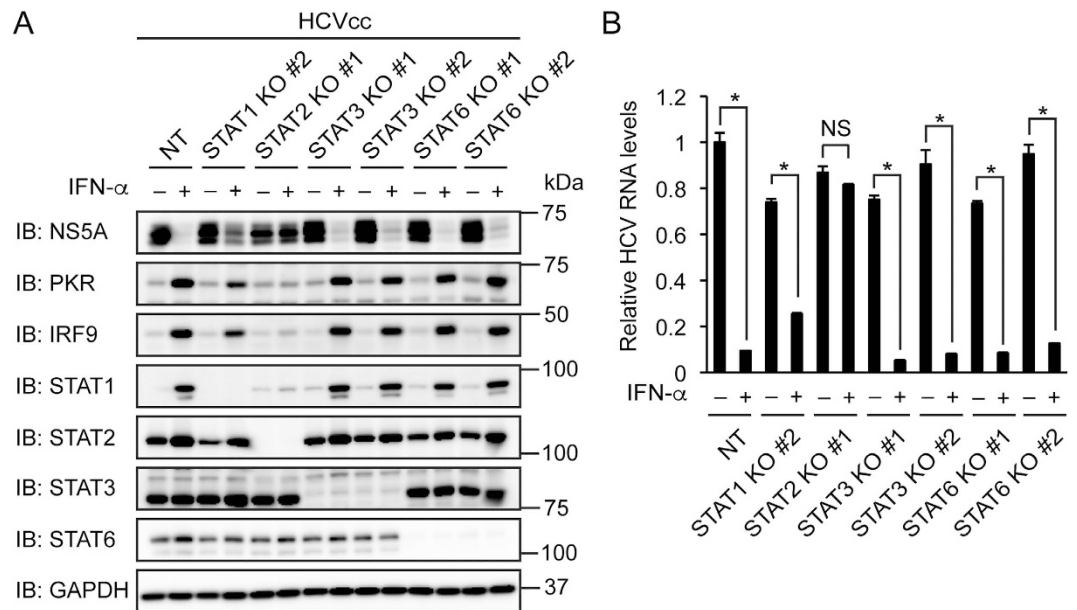 A
HCVcc
NT
STAT1 KO #2
STAT2 KO #1
STAT3 KO #1
STAT3 KO #2
STAT6 KO #1
STAT6 KO #2
IFN-α – + – + – + – + – + – + – + kDa
IB: NS5A 75
IB: PKR 75
IB: IRF9 50
IB: STAT1 100
IB: STAT2 100
IB: STAT3 75
IB: STAT6 100
IB: GAPDH 37
B
Relative HCV RNA levels
1.2
1
0.8
0.6
0.4
0.2
0
* * NS * * * *
IFN-α – + – + – + – + – + – + – +
NT
STAT1 KO #2
STAT2 KO #1
STAT3 KO #1
STAT3 KO #2
STAT6 KO #1
STAT6 KO #2